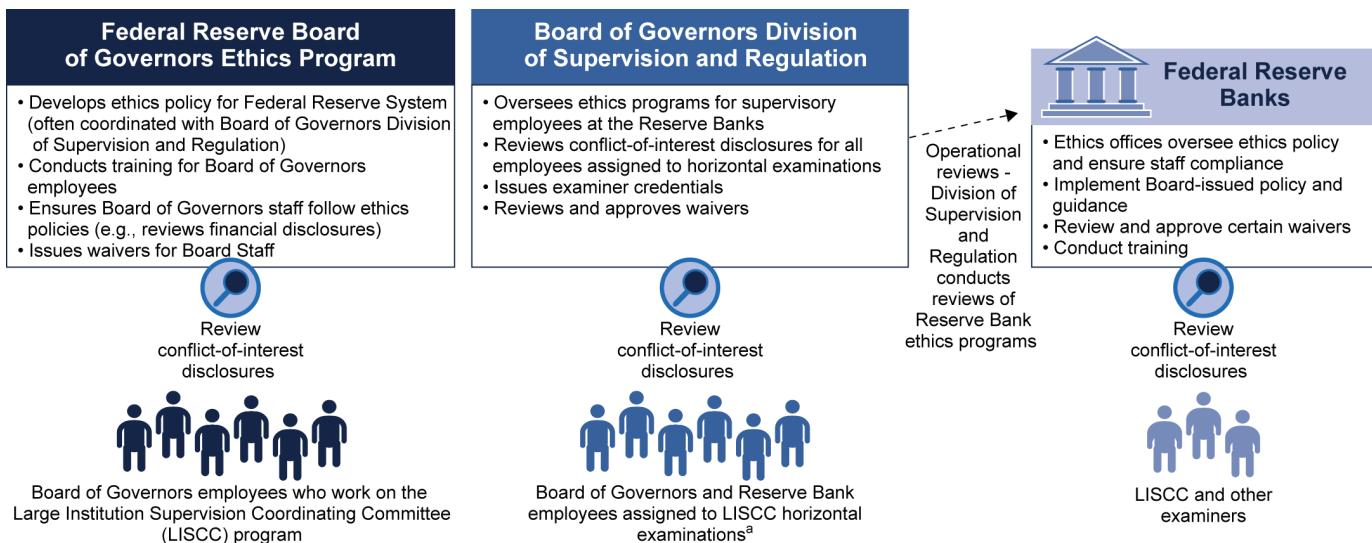 Federal Reserve Board
of Governors Ethics Program
• Develops ethics policy for Federal Reserve System
(often coordinated with Board of Governors Division
of Supervision and Regulation)
• Conducts training for Board of Governors
employees
• Ensures Board of Governors staff follow ethics
policies (e.g., reviews financial disclosures)
• Issues waivers for Board Staff
Review
conflict-of-interest
disclosures
Board of Governors employees who work on the
Large Institution Supervision Coordinating Committee
(LISCC) program
Board of Governors Division
of Supervision and Regulation
• Oversees ethics programs for supervisory
employees at the Reserve Banks
• Reviews conflict-of-interest disclosures for all
employees assigned to horizontal examinations
• Issues examiner credentials
• Reviews and approves waivers
Review
conflict-of-interest
disclosures
Board of Governors and Reserve Bank
employees assigned to LISCC horizontal
examinationsa
Operational
reviews -
Division of
Supervision
and
Regulation
conducts
reviews of
Reserve Bank
ethics programs
Federal Reserve
Banks
• Ethics offices oversee ethics policy
and ensure staff compliance
• Implement Board-issued policy and
guidance
• Review and approve certain waivers
• Conduct training
Review
conflict-of-interest
disclosures
LISCC and other
examiners